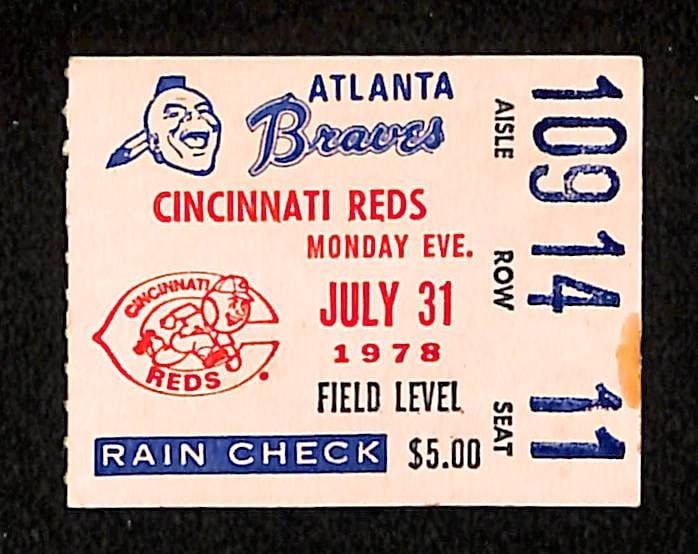 ATLANTA
Braves
CINCINNATI REDS
MONDAY EVE.
CINCINNATI
REDS
JULY 31
1978
FIELD LEVEL
RAIN CHECK
$5.00
AISLE 109
ROW 14
SEAT 11